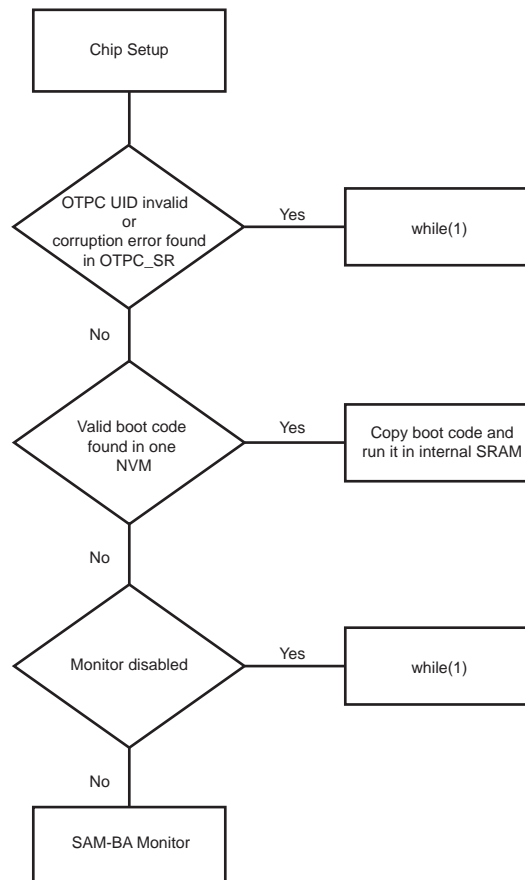 Chip Setup
OTPC UID invalid
or
corruption error found
in OTPC_SR
Yes
while(1)
No
Valid boot code
found in one
NVM
Yes
Copy boot code and
run it in internal SRAM
No
Monitor disabled
Yes
while(1)
No
SAM-BA Monitor